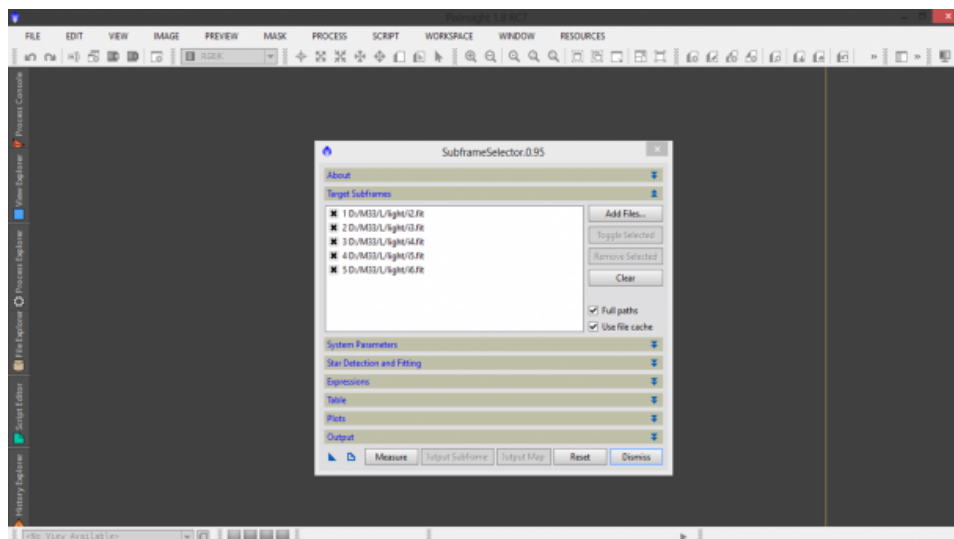 PixInsight 1.8 RC7
FILE EDIT VIEW IMAGE PREVIEW MASK PROCESS SCRIPT WORKSPACE WINDOW RESOURCES
RGB/K
Process Console
View Explorer
Process Explorer
File Explorer
Script Editor
History Explorer
SubframeSelector.0.95
About
Target Subframes
1 D:/M33/L/light/i2.fit
2 D:/M33/L/light/i3.fit
3 D:/M33/L/light/i4.fit
4 D:/M33/L/light/i5.fit
5 D:/M33/L/light/i6.fit
Add Files...
Toggle Selected
Remove Selected
Clear
Full paths
Use file cache
System Parameters
Star Detection and Fitting
Expressions
Table
Plots
Output
Measure Output Subframe Output Map Reset Dismiss
<No View Available>